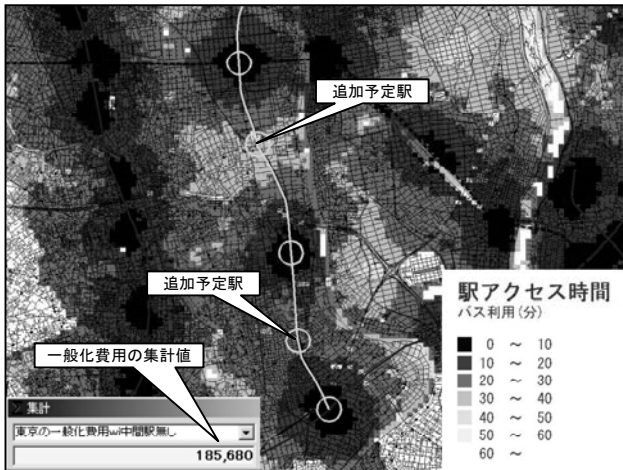 追加予定駅
追加予定駅
一般化費用の集計値
集計
東京の一般化費用w/中間駅無し
185,680
駅アクセス時間
バス利用(分)
0 ～ 10
10 ～ 20
20 ～ 30
30 ～ 40
40 ～ 50
50 ～ 60
60 ～